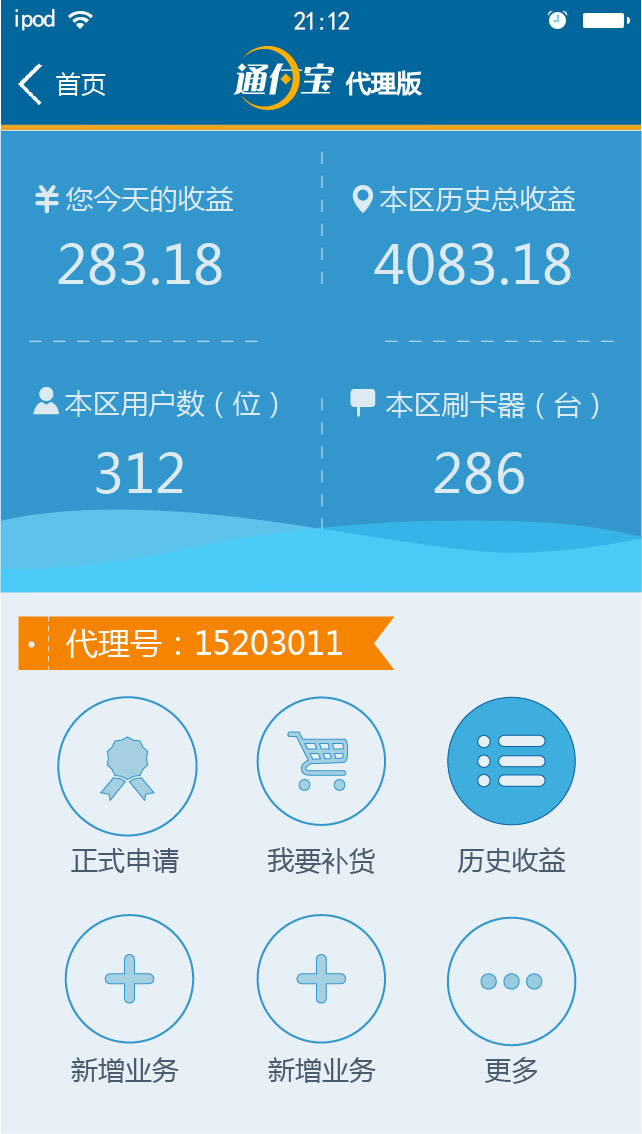 ipod 21:12
首页 通付宝 代理版
您今天的收益 本区历史总收益
283.18 4083.18
本区用户数（位） 本区刷卡器（台）
312 286
代理号：15203011
正式申请 我要补货 历史收益
新增业务 新增业务 更多